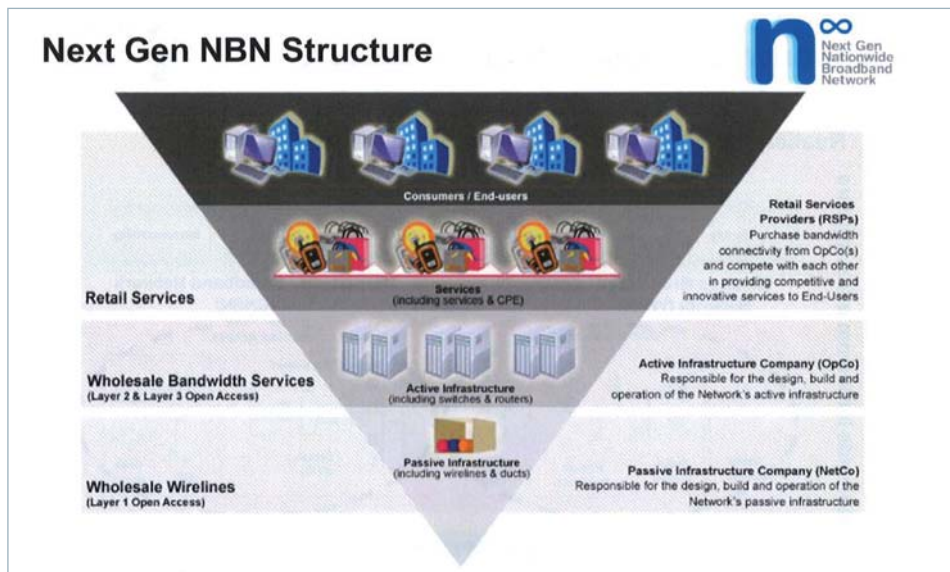 Next Gen NBN Structure
n∞
Next Gen
Nationwide
Broadband
Network
Consumers / End-users
Retail Services
Services
(including services & CPE)
Retail Services
Providers (RSPs)
Purchase bandwidth
connectivity from OpCo(s)
and compete with each other
in providing competitive and
innovative services to End-Users
Wholesale Bandwidth Services
(Layer 2 & Layer 3 Open Access)
Active Infrastructure
(including switches & routers)
Active Infrastructure Company (OpCo)
Responsible for the design, build and
operation of the Network's active infrastructure
Wholesale Wirelines
(Layer 1 Open Access)
Passive Infrastructure
(including wirelines & ducts)
Passive Infrastructure Company (NetCo)
Responsible for the design, build and operation of the
Network's passive infrastructure